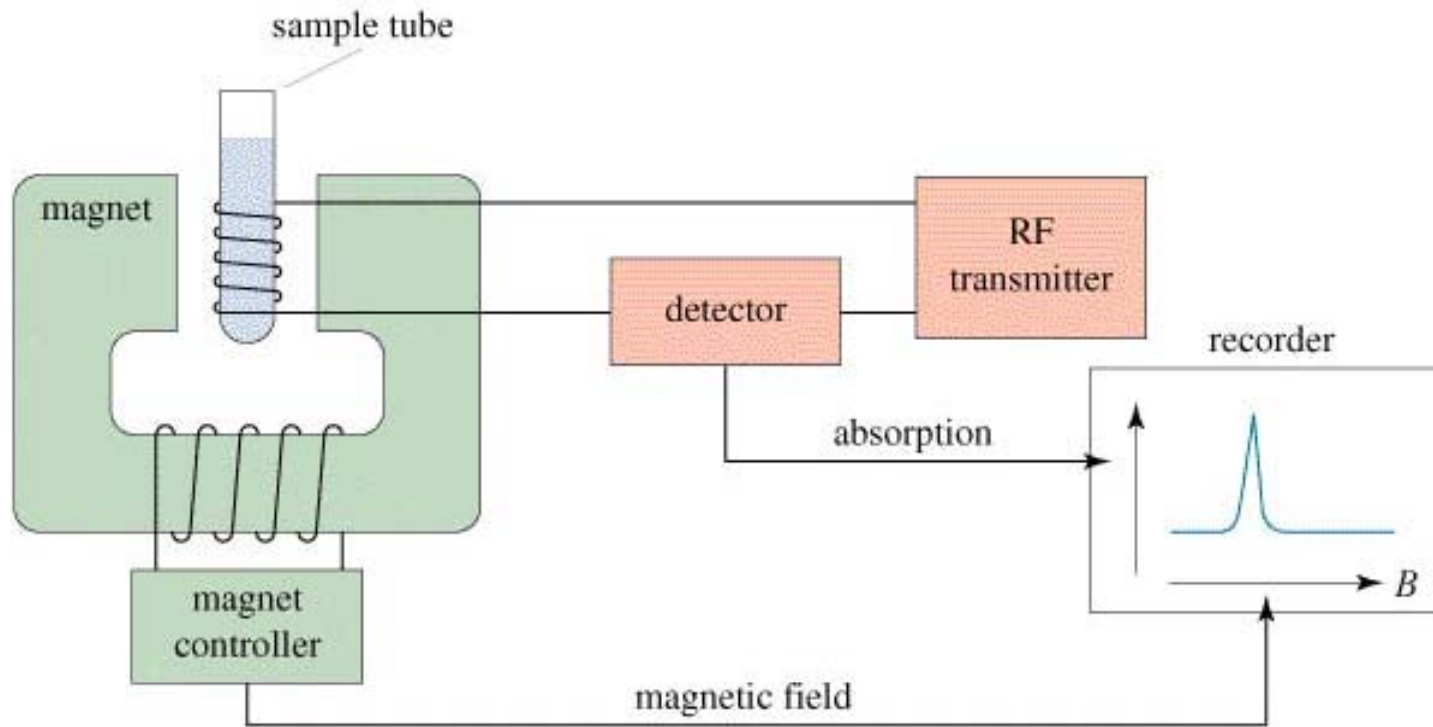 sample tube
magnet
RF
transmitter
detector
recorder
absorption
B
magnet
controller
magnetic field